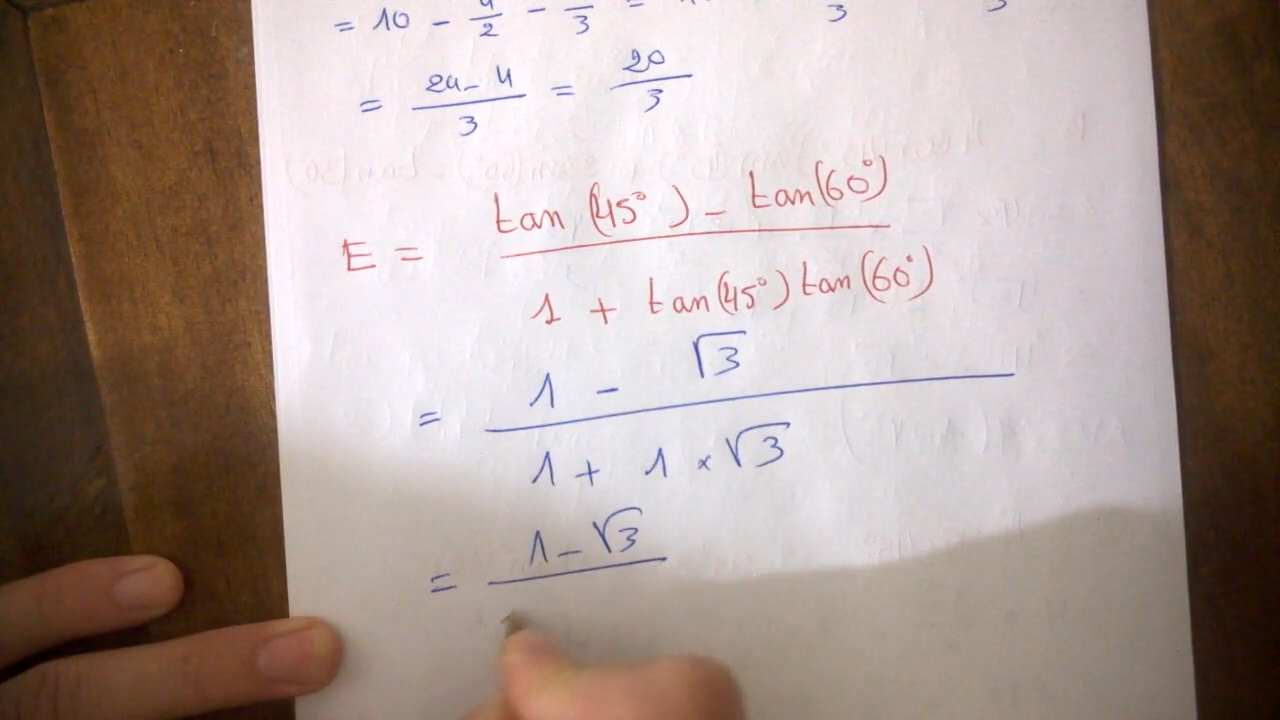 = 10 - 4/2 - /3 =
3
= (24 - 4)/3 = 20/3
E = (tan(45°) - tan(60°))/(1 + tan(45°) tan(60°))
= (1 - √3)/(1 + 1 × √3)
= (1 - √3)/